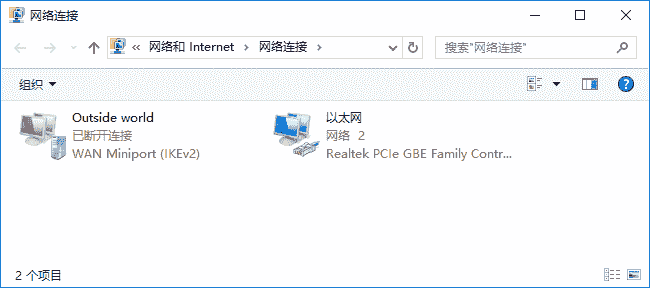 网络连接
« 网络和 Internet > 网络连接 >
搜索"网络连接"
组织
Outside world
已断开连接
WAN Miniport (IKEv2)
以太网
网络 2
Realtek PCIe GBE Family Contr...
2 个项目